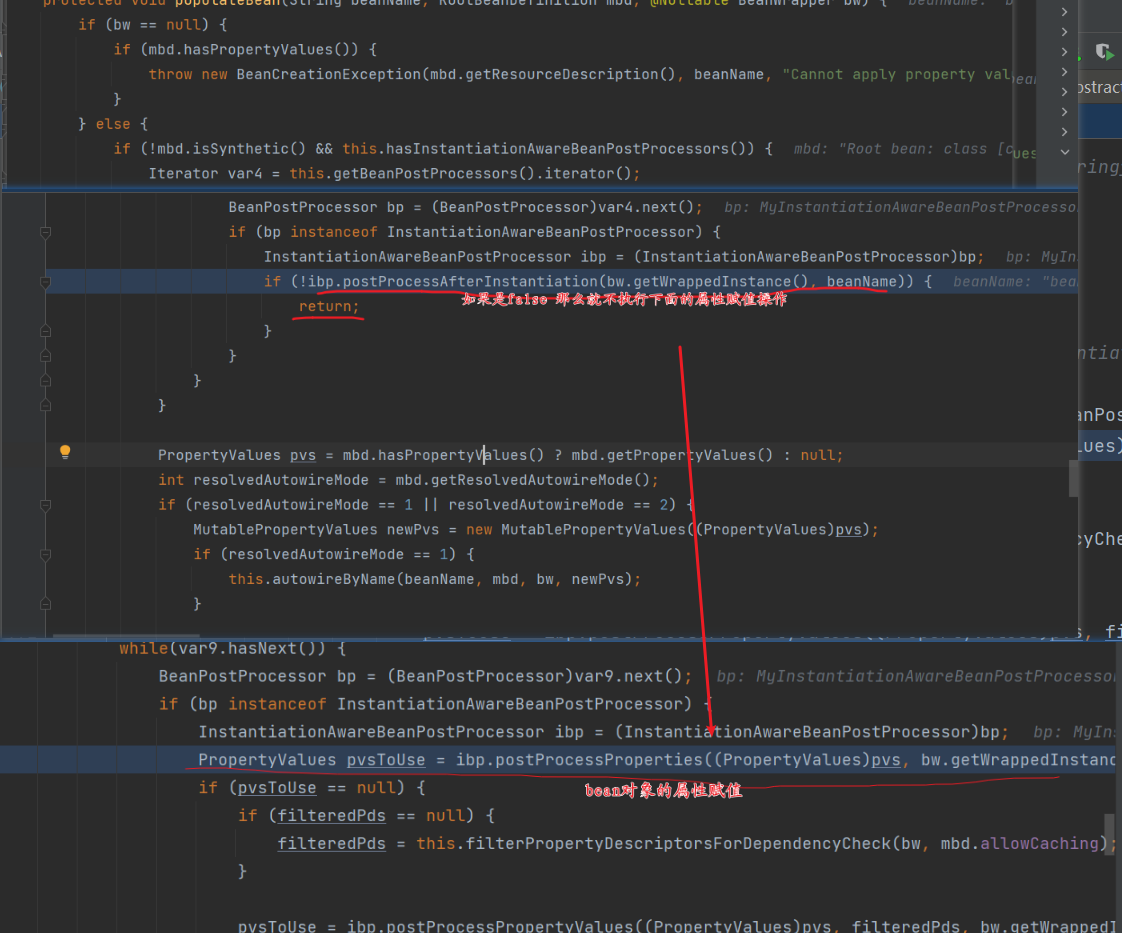 protected void populateBean(String beanName, RootBeanDefinition mbd, @Nullable BeanWrapper bw) {
if (bw == null) {
if (mbd.hasPropertyValues()) {
throw new BeanCreationException(mbd.getResourceDescription(), beanName, "Cannot apply property val
}
} else {
if (!mbd.isSynthetic() && this.hasInstantiationAwareBeanPostProcessors()) { mbd: "Root bean: class [c
Iterator var4 = this.getBeanPostProcessors().iterator();
BeanPostProcessor bp = (BeanPostProcessor)var4.next(); bp: MyInstantiationAwareBeanPostProcesso
if (bp instanceof InstantiationAwareBeanPostProcessor) {
InstantiationAwareBeanPostProcessor ibp = (InstantiationAwareBeanPostProcessor)bp; bp: MyIn
if (!ibp.postProcessAfterInstantiation(bw.getWrappedInstance(), beanName)) { beanName: "bea
如果是false 那么就不执行下面的属性赋值操作
return;
}
}
}
}
PropertyValues pvs = mbd.hasPropertyValues() ? mbd.getPropertyValues() : null;
int resolvedAutowireMode = mbd.getResolvedAutowireMode();
if (resolvedAutowireMode == 1 || resolvedAutowireMode == 2) {
MutablePropertyValues newPvs = new MutablePropertyValues((PropertyValues)pvs);
if (resolvedAutowireMode == 1) {
this.autowireByName(beanName, mbd, bw, newPvs);
}
while(var9.hasNext()) {
BeanPostProcessor bp = (BeanPostProcessor)var9.next(); bp: MyInstantiationAwareBeanPostProcessor
if (bp instanceof InstantiationAwareBeanPostProcessor) {
InstantiationAwareBeanPostProcessor ibp = (InstantiationAwareBeanPostProcessor)bp; bp: MyIns
PropertyValues pvsToUse = ibp.postProcessProperties((PropertyValues)pvs, bw.getWrappedInstanc
if (pvsToUse == null) {
bean对象的属性赋值
if (filteredPds == null) {
filteredPds = this.filterPropertyDescriptorsForDependencyCheck(bw, mbd.allowCaching);
}
pvsToUse = ibp.postProcessPropertyValues((PropertyValues)pvs, filteredPds, bw.getWrappedI